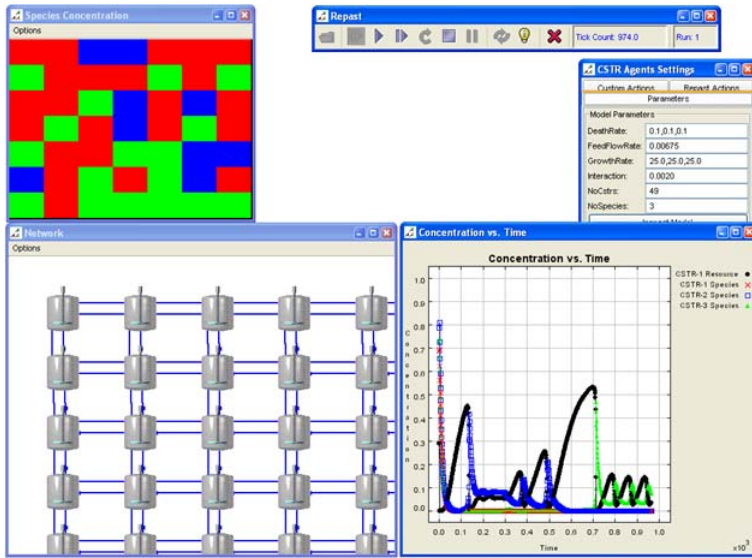 Species Concentration
Options
Repast
Tick Count: 974.0
Run: 1
CSTR Agents Settings
Custom Actions
Repast Actions
Parameters
Model Parameters
DeathRate:
0.1,0.1,0.1
FeedFlowRate:
0.00675
GrowthRate:
25.0,25.0,25.0
Interaction:
0.0020
NoCstrs:
49
NoSpecies:
3
Inspect Model
Network
Options
Concentration vs. Time
Concentration vs. Time
CSTR-1 Resource
CSTR-1 Species
CSTR-2 Species
CSTR-3 Species
Concentration
1.0
0.9
0.8
0.7
0.6
0.5
0.4
0.3
0.2
0.1
0.0
0.0 0.1 0.2 0.3 0.4 0.5 0.6 0.7 0.8 0.9 1.0
Time